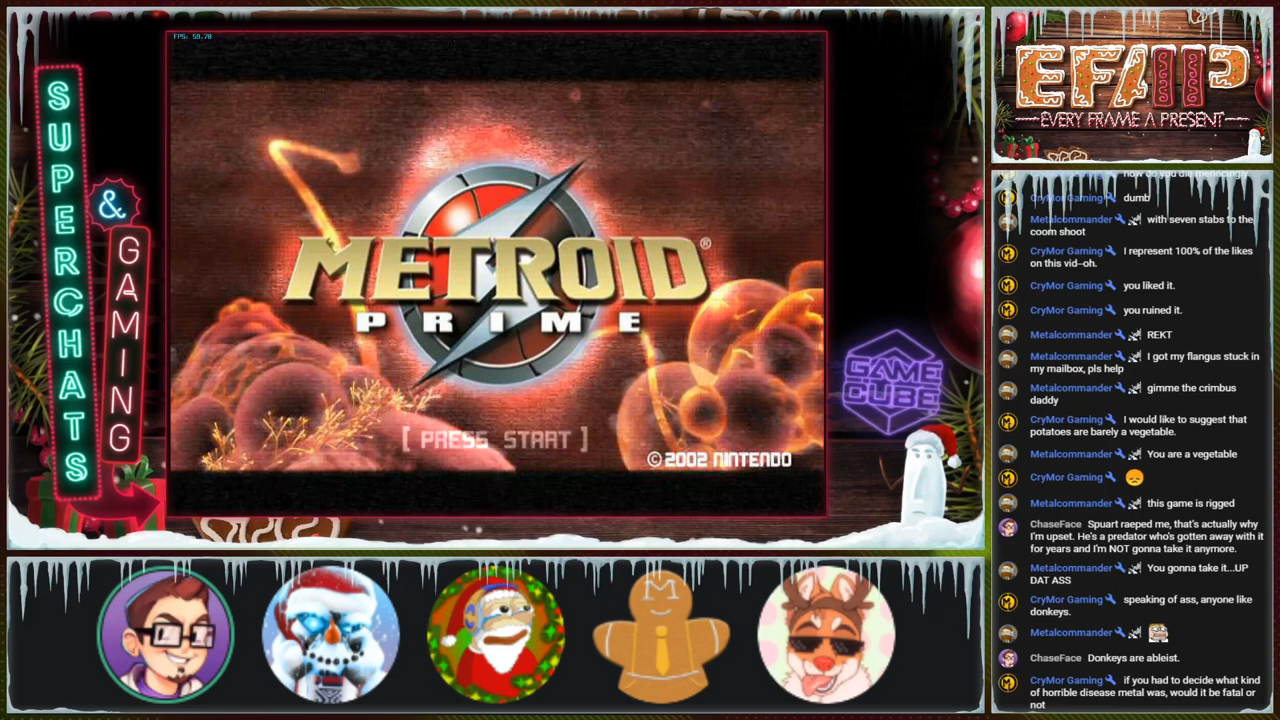 FPS: 59.70
SUPERCHATS
&
GAMING
METROID®
PRIME
[ PRESS START ]
©2002 NINTENDO
GAME
CUBE
M
EFAIIP
EVERY FRAME A PRESENT
how do you die menacingly
CryMor Gaming dumb
Metalcommander with seven stabs to the
coom shoot
CryMor Gaming I represent 100% of the likes
on this vid--oh.
CryMor Gaming you liked it.
CryMor Gaming you ruined it.
Metalcommander REKT
Metalcommander I got my flangus stuck in
my mailbox, pls help
Metalcommander gimme the crimbus
daddy
CryMor Gaming I would like to suggest that
potatoes are barely a vegetable.
Metalcommander You are a vegetable
CryMor Gaming
Metalcommander this game is rigged
ChaseFace Spuart raeped me, that's actually why
I'm upset. He's a predator who's gotten away with it
for years and I'm NOT gonna take it anymore.
Metalcommander You gonna take it...UP
DAT ASS
CryMor Gaming speaking of ass, anyone like
donkeys.
Metalcommander
ChaseFace Donkeys are ableist.
CryMor Gaming if you had to decide what kind
of horrible disease metal was, would it be fatal or
not